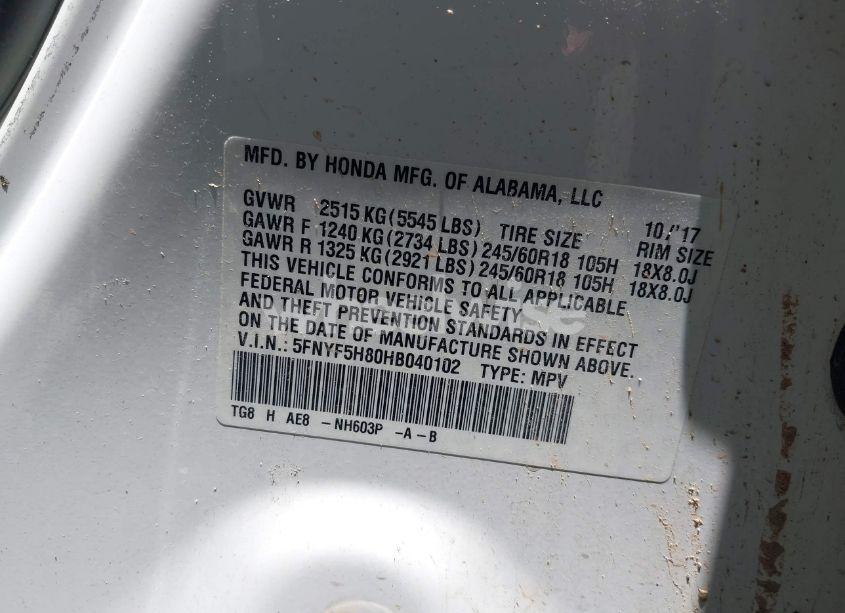 MFD. BY HONDA MFG. OF ALABAMA, LLC
10/'17
GVWR 2515 KG (5545 LBS) TIRE SIZE RIM SIZE
GAWR F 1240 KG (2734 LBS) 245/60R18 105H 18X8.0J
GAWR R 1325 KG (2921 LBS) 245/60R18 105H 18X8.0J
THIS VEHICLE CONFORMS TO ALL APPLICABLE
FEDERAL MOTOR VEHICLE SAFETY
AND THEFT PREVENTION STANDARDS IN EFFECT
ON THE DATE OF MANUFACTURE SHOWN ABOVE.
V.I.N.: 5FNYF5H80HB040102 TYPE: MPV
TG8 H AE8 - NH603P - A - B